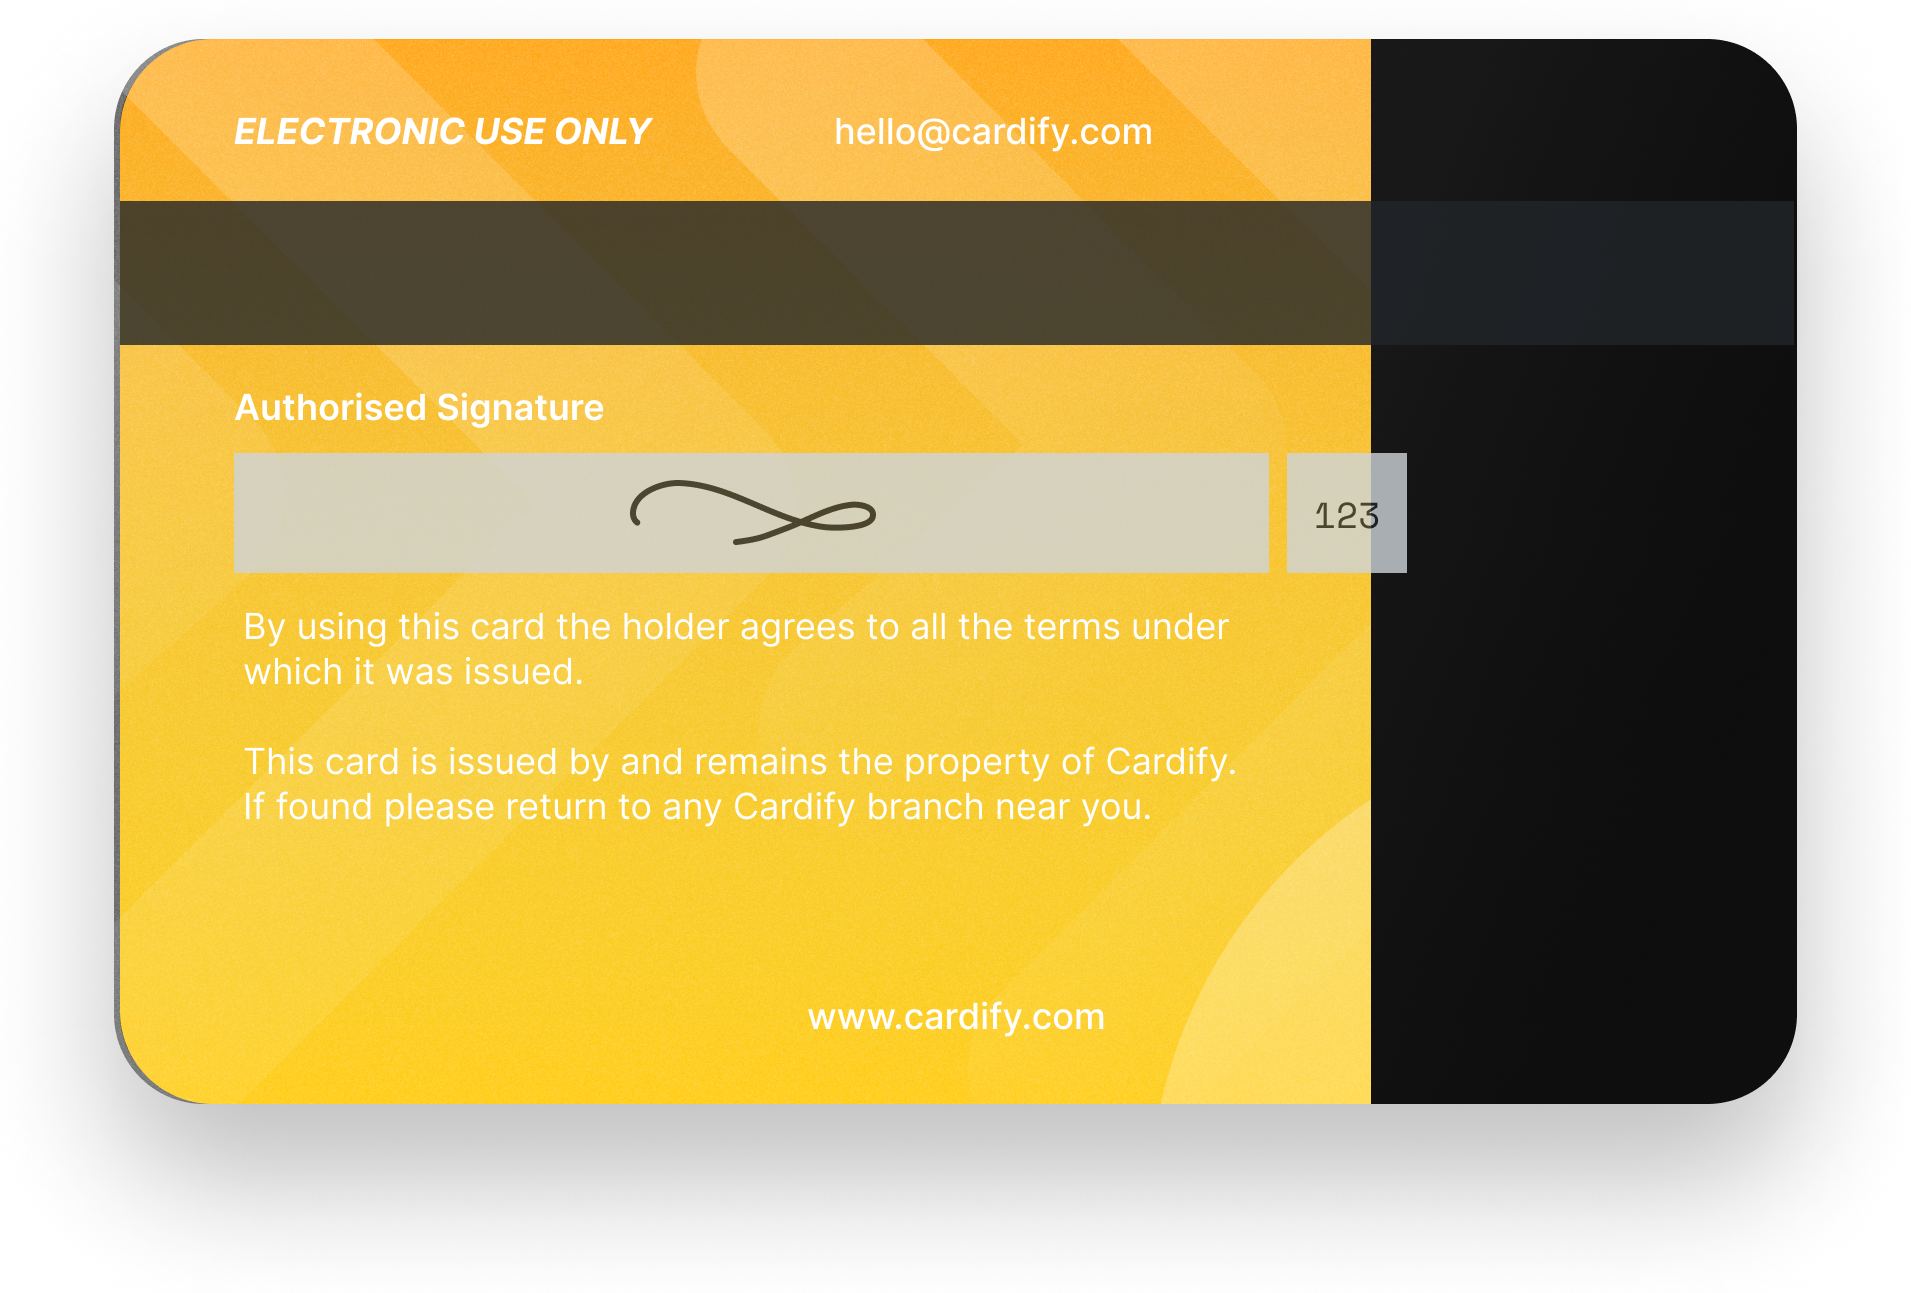 ELECTRONIC USE ONLY
hello@cardify.com
Authorised Signature
123
By using this card the holder agrees to all the terms under
which it was issued.
This card is issued by and remains the property of Cardify.
If found please return to any Cardify branch near you.
www.cardify.com